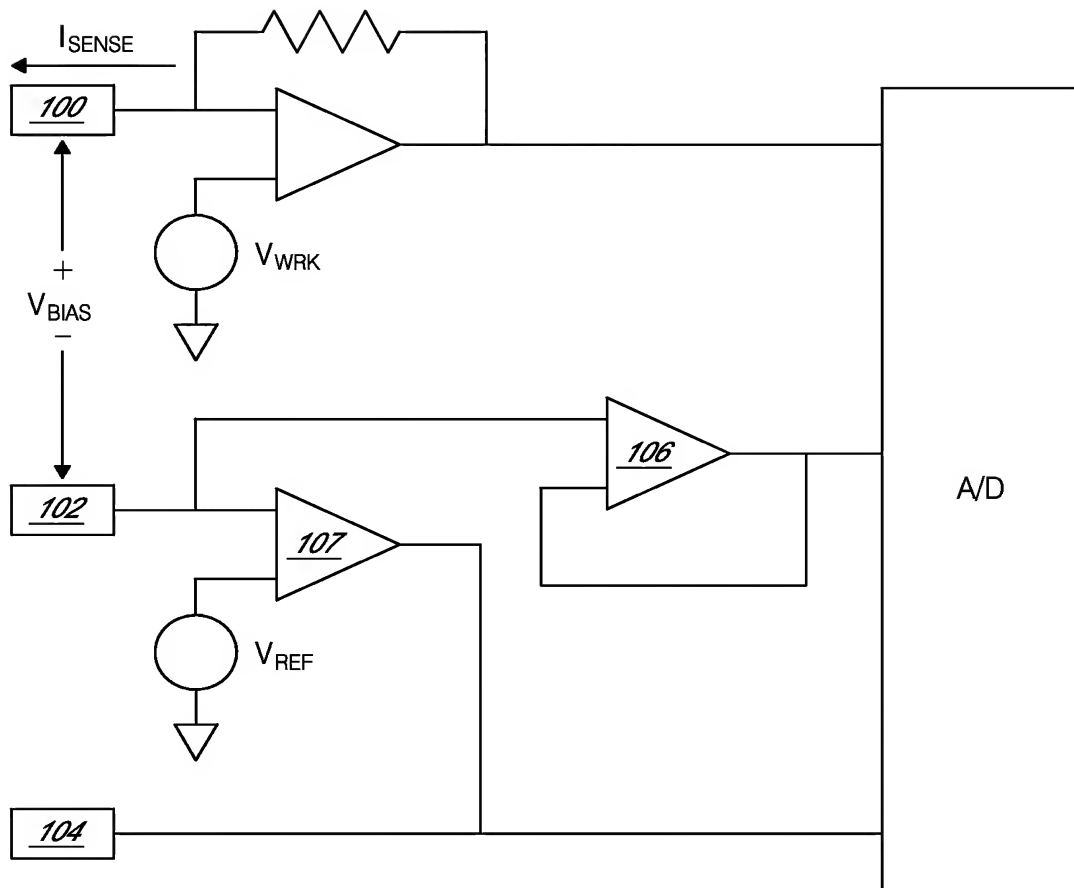 I_SENSE
100
V_WRK
+
V_BIAS
−
106
102
A/D
107
V_REF
104